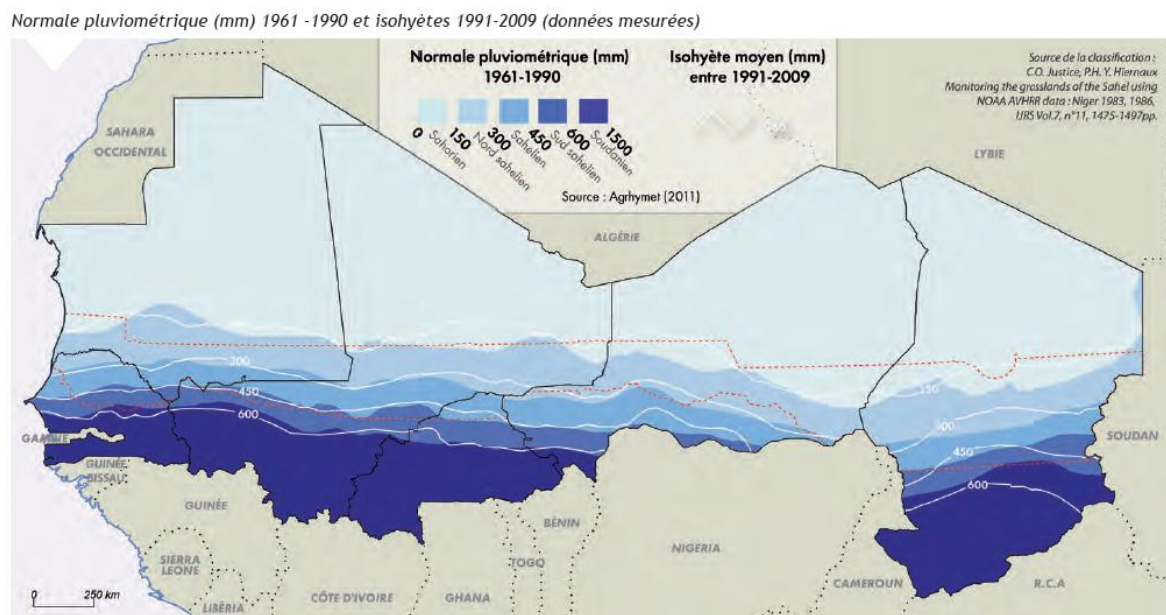 Normale pluviométrique (mm) 1961 -1990 et isohyètes 1991-2009 (données mesurées)
Normale pluviométrique (mm)
1961-1990
0 150 300 450 600 1500
Saharien
Nord sahelien
Sahelien
Sud sahelien
Soudanien
Isohyète moyen (mm)
entre 1991-2009
Source : Agrhymet (2011)
Source de la classification :
C.O. Justice, P.H. Y. Hiernaux
Monitoring the grasslands of the Sahel using
NOAA AVHRR data : Niger 1983, 1986,
IJRS Vol.7, n°11, 1475-1497pp.
SAHARA
OCCIDENTAL
LYBIE
ALGÉRIE
300
450
600
150
300
450
600
GAMBIE
GUINÉE
BISSAU
GUINÉE
SIERRA
LEONE
LIBÉRIA
CÔTE D'IVOIRE
GHANA
TOGO
BÉNIN
NIGERIA
CAMEROUN
R.C.A
SOUDAN
0 250 km